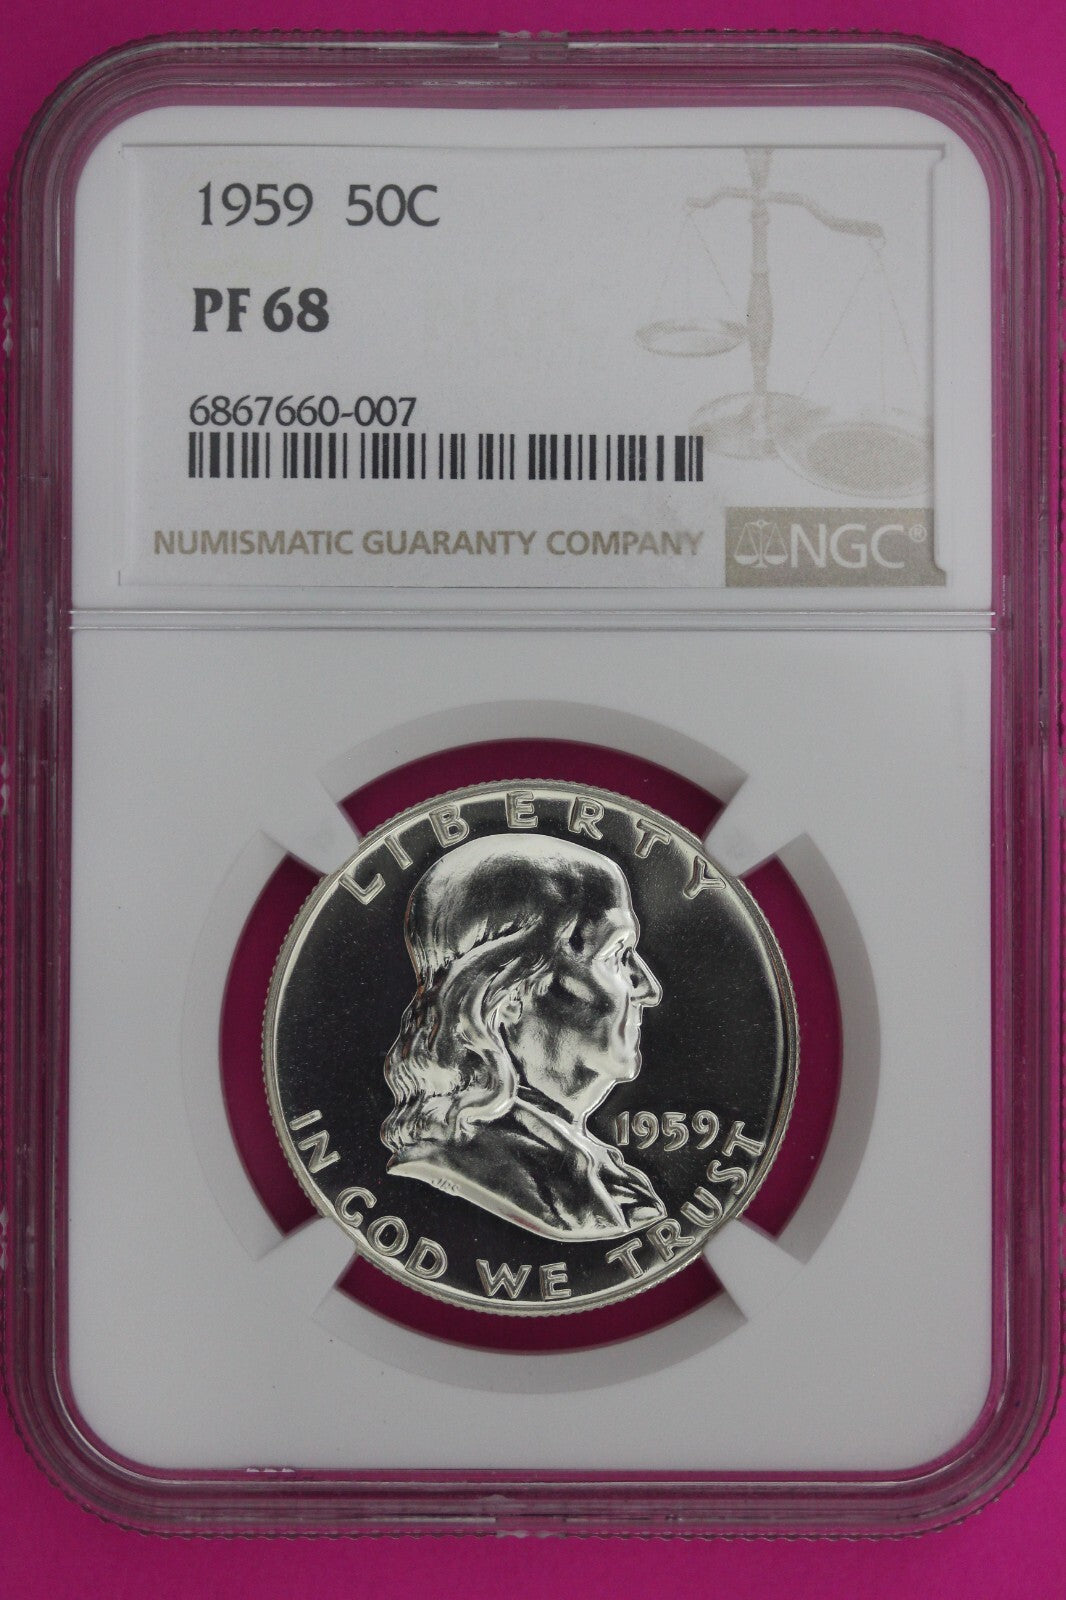 1959 50C
PF 68
6867660-007
NUMISMATIC GUARANTY COMPANY NGC®
LIBERTY
1959
IN GOD WE TRUST